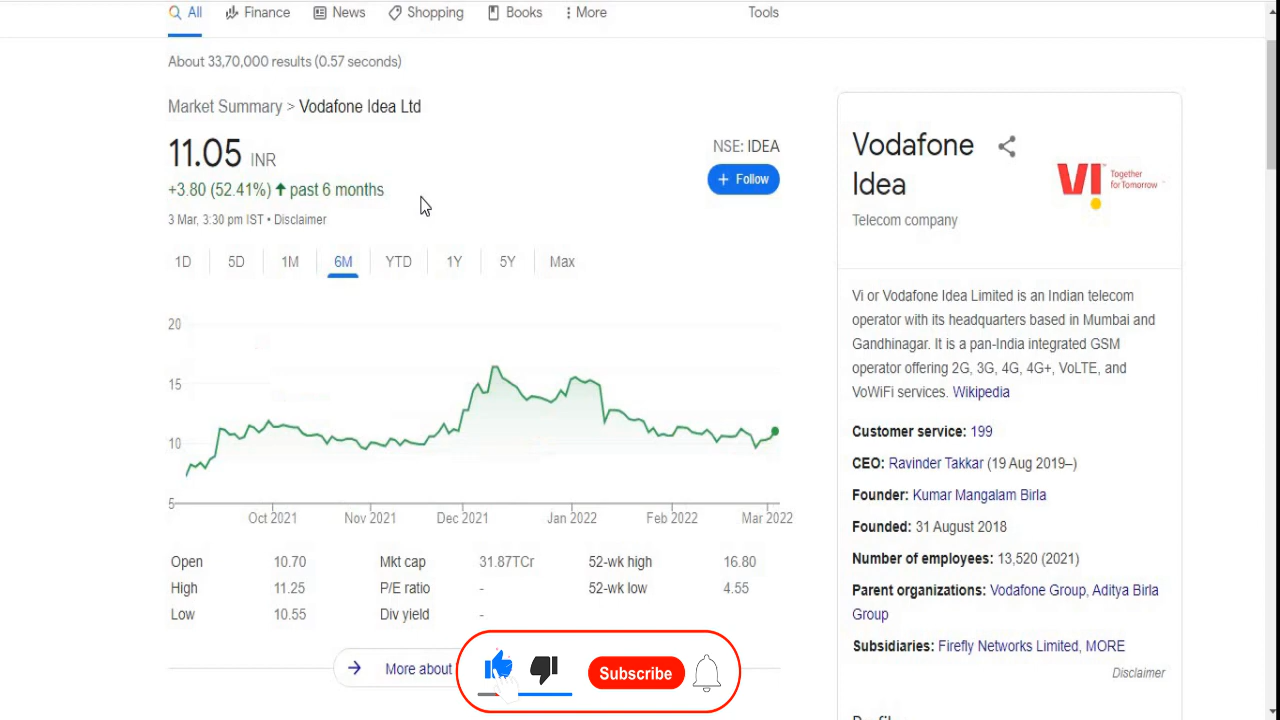 All
Finance
News
Shopping
Books
More
Tools
About 33,70,000 results (0.57 seconds)
Market Summary > Vodafone Idea Ltd
11.05 INR
NSE: IDEA
+3.80 (52.41%) ↑ past 6 months
+ Follow
3 Mar, 3:30 pm IST • Disclaimer
1D 5D 1M 6M YTD 1Y 5Y Max
20
15
10
5
Oct 2021 Nov 2021 Dec 2021 Jan 2022 Feb 2022 Mar 2022
Open 10.70 Mkt cap 31.87TCr 52-wk high 16.80
High 11.25 P/E ratio - 52-wk low 4.55
Low 10.55 Div yield -
More about
Subscribe
Vodafone
Idea
Telecom company
VI
Together
for Tomorrow
Vi or Vodafone Idea Limited is an Indian telecom
operator with its headquarters based in Mumbai and
Gandhinagar. It is a pan-India integrated GSM
operator offering 2G, 3G, 4G, 4G+, VoLTE, and
VoWiFi services. Wikipedia
Customer service: 199
CEO: Ravinder Takkar (19 Aug 2019–)
Founder: Kumar Mangalam Birla
Founded: 31 August 2018
Number of employees: 13,520 (2021)
Parent organizations: Vodafone Group, Aditya Birla
Group
Subsidiaries: Firefly Networks Limited, MORE
Disclaimer